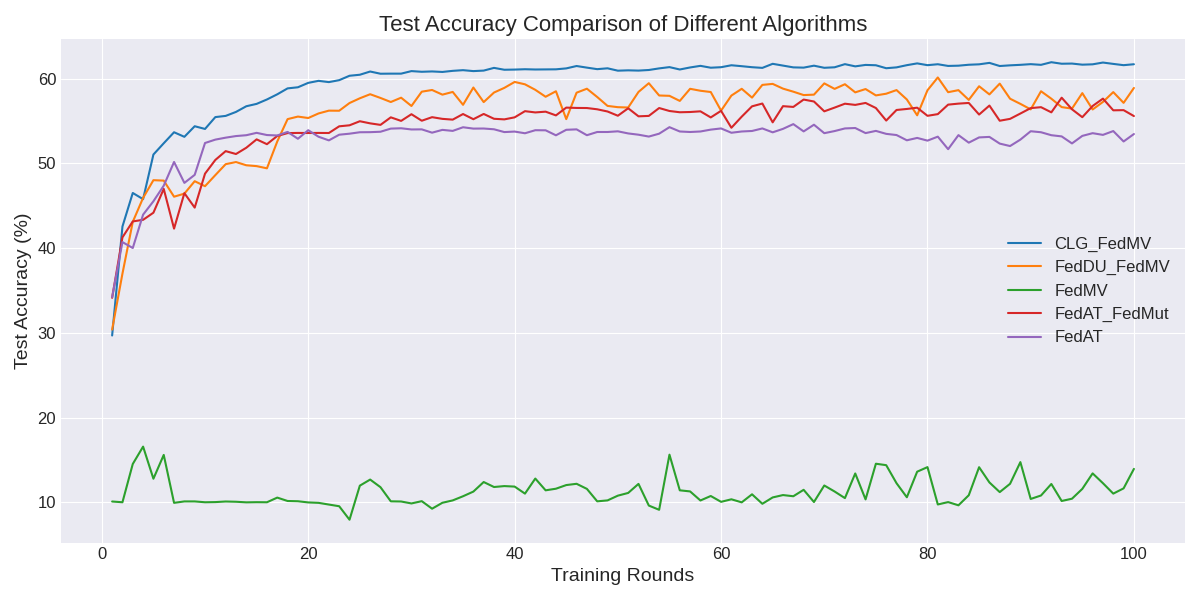 Test Accuracy Comparison of Different Algorithms
Test Accuracy (%)
60
50
40
30
20
10
CLG_FedMV
FedDU_FedMV
FedMV
FedAT_FedMut
FedAT
0 20 40 60 80 100
Training Rounds